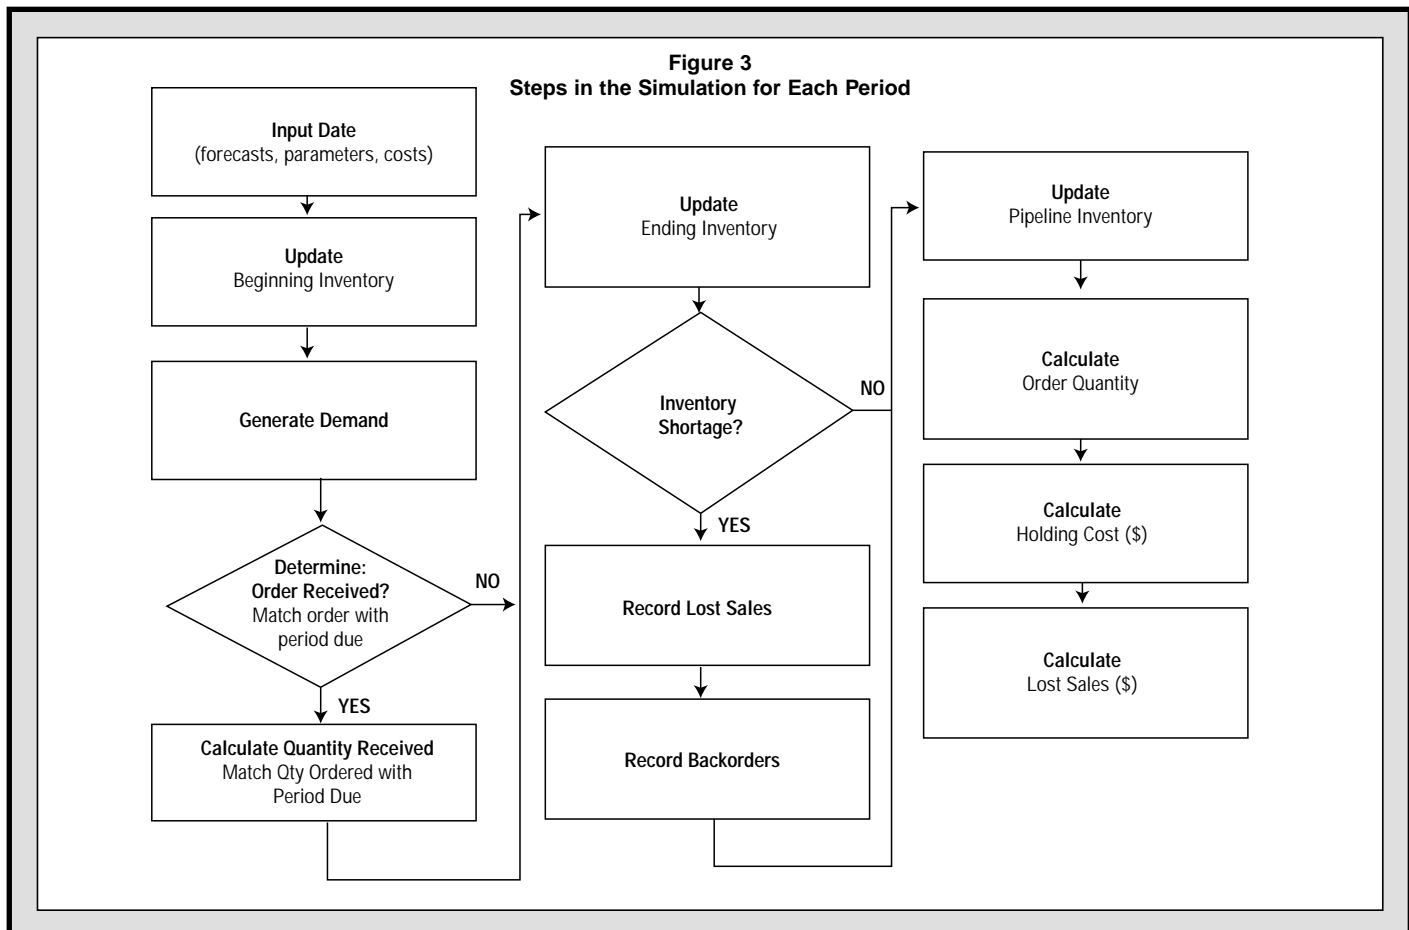 Figure 3
Steps in the Simulation for Each Period
Input Date
(forecasts, parameters, costs)
Update
Beginning Inventory
Generate Demand
Determine:
Order Received?
Match order with
period due
NO
YES
Calculate Quantity Received
Match Qty Ordered with
Period Due
Update
Ending Inventory
Inventory
Shortage?
NO
YES
Record Lost Sales
Record Backorders
Update
Pipeline Inventory
Calculate
Order Quantity
Calculate
Holding Cost ($)
Calculate
Lost Sales ($)